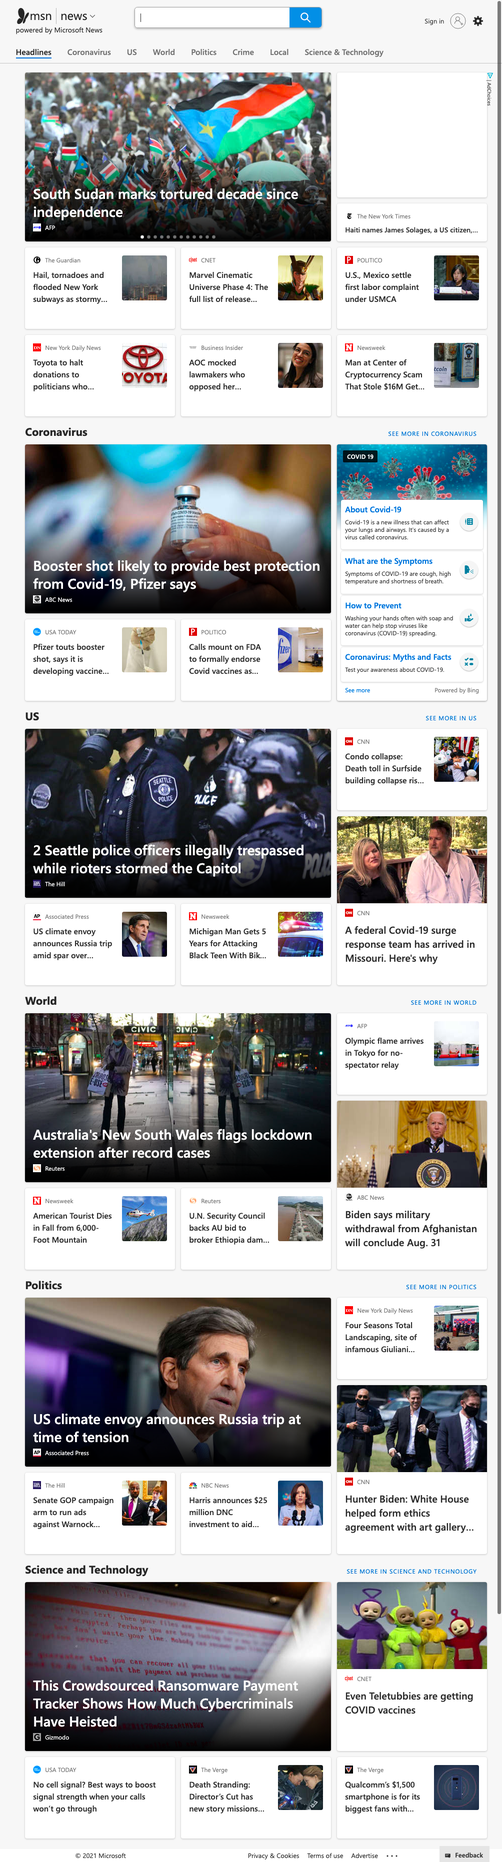 msn | news
powered by Microsoft News
Sign in
Headlines Coronavirus US World Politics Crime Local Science & Technology
South Sudan marks tortured decade since
independence
AFP
AdChoices
The New York Times
Haiti names James Solages, a US citizen,...
The Guardian
Hail, tornadoes and
flooded New York
subways as stormy...
CNET
Marvel Cinematic
Universe Phase 4: The
full list of release...
POLITICO
U.S., Mexico settle
first labor complaint
under USMCA
New York Daily News
Toyota to halt
donations to
politicians who...
TOYOTA
Business Insider
AOC mocked
lawmakers who
opposed her...
Newsweek
Man at Center of
Cryptocurrency Scam
That Stole $16M Get...
Coronavirus
SEE MORE IN CORONAVIRUS
Booster shot likely to provide best protection
from Covid-19, Pfizer says
ABC News
COVID 19
About Covid-19
Covid-19 is a new illness that can affect
your lungs and airways. It's caused by a
virus called coronavirus.
What are the Symptoms
Symptoms of COVID-19 are cough, high
temperature and shortness of breath.
How to Prevent
Washing your hands often with soap and
water can help stop viruses like
coronavirus (COVID-19) spreading.
Coronavirus: Myths and Facts
Test your awareness about COVID-19.
See more
Powered by Bing
USA TODAY
Pfizer touts booster
shot, says it is
developing vaccine...
POLITICO
Calls mount on FDA
to formally endorse
Covid vaccines as...
Pfizer
US
SEE MORE IN US
SEATTLE
POLICE
POLICE
2 Seattle police officers illegally trespassed
while rioters stormed the Capitol
The Hill
CNN
Condo collapse:
Death toll in Surfside
building collapse ris...
CNN
A federal Covid-19 surge
response team has arrived in
Missouri. Here's why
Associated Press
US climate envoy
announces Russia trip
amid spar over...
Newsweek
Michigan Man Gets 5
Years for Attacking
Black Teen With Bik...
World
SEE MORE IN WORLD
CIVIC
Australia's New South Wales flags lockdown
extension after record cases
Reuters
AFP
Olympic flame arrives
in Tokyo for no-
spectator relay
ABC News
Biden says military
withdrawal from Afghanistan
will conclude Aug. 31
Newsweek
American Tourist Dies
in Fall from 6,000-
Foot Mountain
Reuters
U.N. Security Council
backs AU bid to
broker Ethiopia dam...
Politics
SEE MORE IN POLITICS
US climate envoy announces Russia trip at
time of tension
Associated Press
New York Daily News
Four Seasons Total
Landscaping, site of
infamous Giuliani...
CNN
Hunter Biden: White House
helped form ethics
agreement with art gallery...
The Hill
Senate GOP campaign
arm to run ads
against Warnock...
NBC News
Harris announces $25
million DNC
investment to aid...
Science and Technology
SEE MORE IN SCIENCE AND TECHNOLOGY
This Crowdsourced Ransomware Payment
Tracker Shows How Much Cybercriminals
Have Heisted
Gizmodo
CNET
Even Teletubbies are getting
COVID vaccines
USA TODAY
No cell signal? Best ways to boost
signal strength when your calls
won't go through
The Verge
Death Stranding:
Director's Cut has
new story missions...
The Verge
Qualcomm's $1,500
smartphone is for its
biggest fans with...
© 2021 Microsoft
Privacy & Cookies Terms of use Advertise ...
Feedback